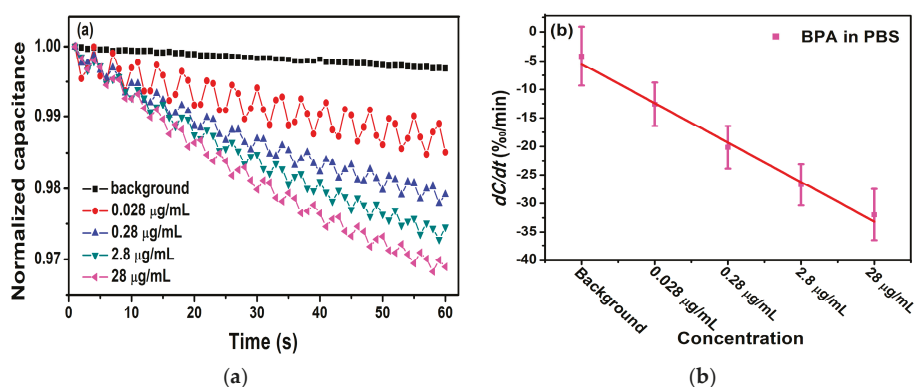 (a)
Normalized capacitance
1.00
0.99
0.98
0.97
background
0.028 μg/mL
0.28 μg/mL
2.8 μg/mL
28 μg/mL
0 10 20 30 40 50 60
Time (s)
(a)
(b)
BPA in PBS
dC/dt (‰/min)
0
-5
-10
-15
-20
-25
-30
-35
-40
Background
0.028 μg/mL
0.28 μg/mL
2.8 μg/mL
28 μg/mL
Concentration
(b)